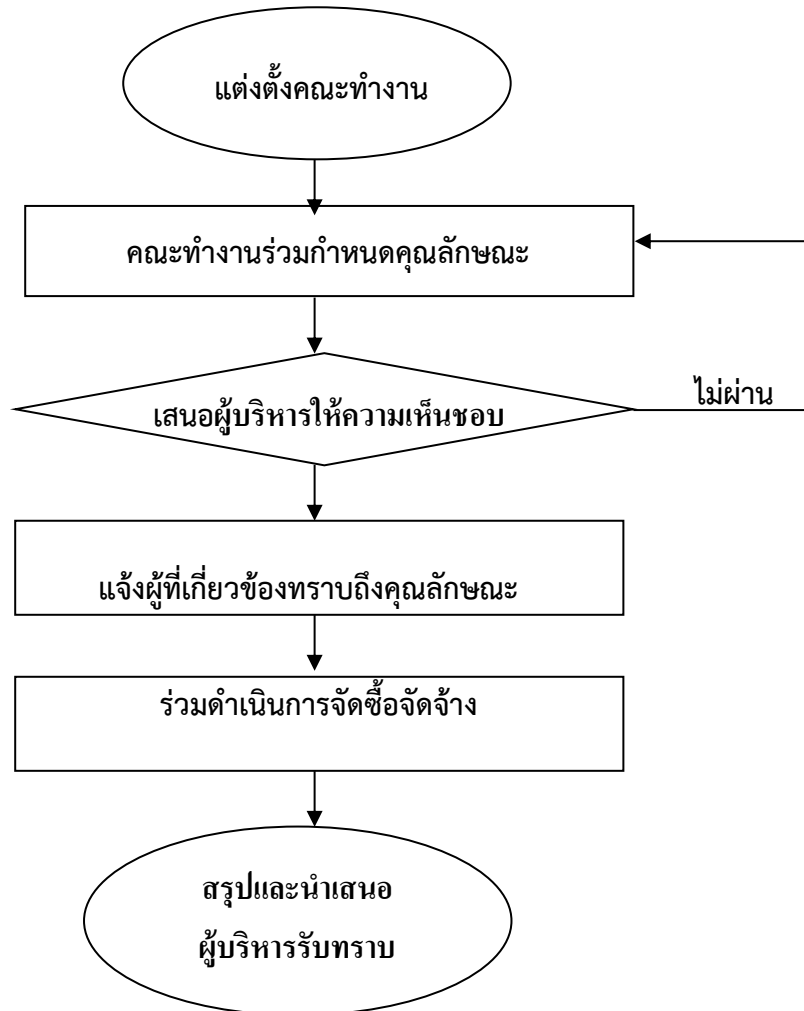 แต่งตั้งคณะทำงาน
คณะทำงานร่วมกำหนดคุณลักษณะ
เสนอผู้บริหารให้ความเห็นชอบ
ไม่ผ่าน
แจ้งผู้ที่เกี่ยวข้องทราบถึงคุณลักษณะ
ร่วมดำเนินการจัดซื้อจัดจ้าง
สรุปและนำเสนอ
ผู้บริหารรับทราบ